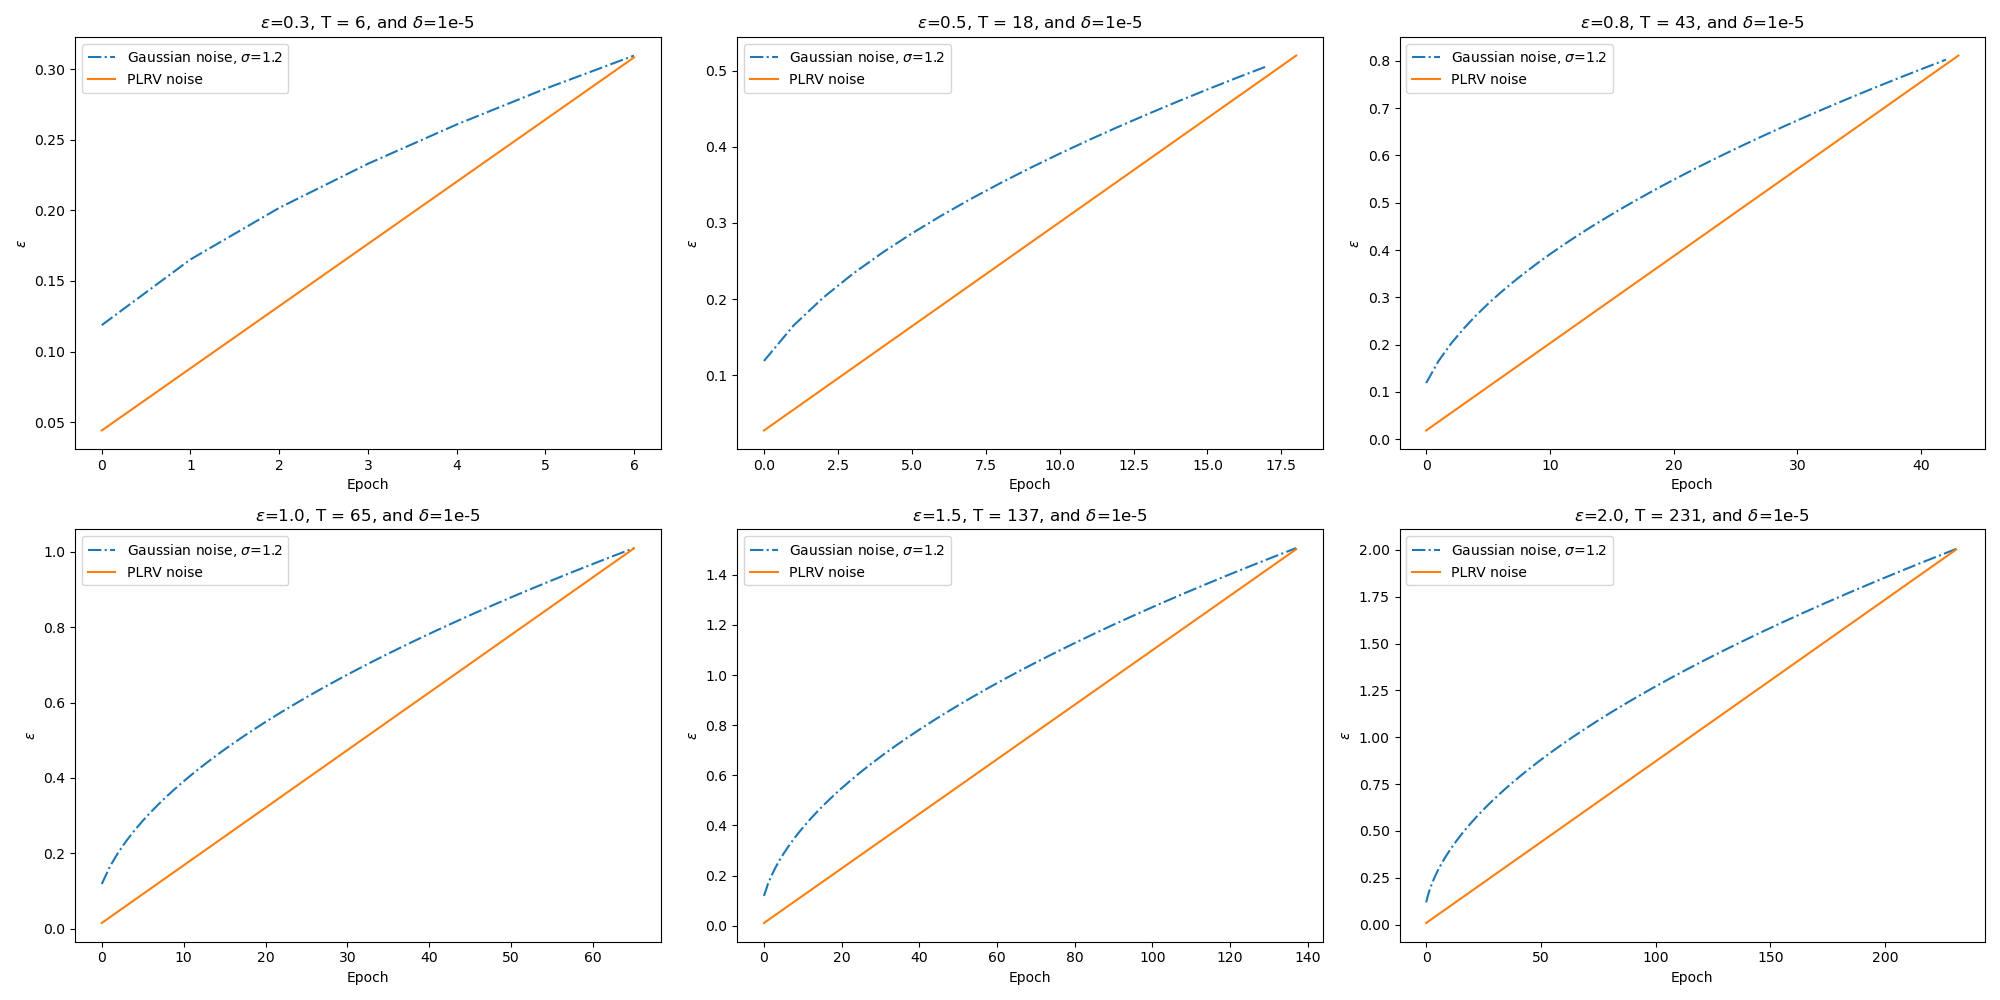 ε=0.3, T = 6, and δ=1e-5
Gaussian noise, σ=1.2
PLRV noise
0.30
0.25
0.20
0.15
0.10
0.05
ε
0
1
2
3
4
5
6
Epoch
ε=0.5, T = 18, and δ=1e-5
Gaussian noise, σ=1.2
PLRV noise
0.5
0.4
0.3
0.2
0.1
ε
0.0
2.5
5.0
7.5
10.0
12.5
15.0
17.5
Epoch
ε=0.8, T = 43, and δ=1e-5
Gaussian noise, σ=1.2
PLRV noise
0.8
0.7
0.6
0.5
0.4
0.3
0.2
0.1
0.0
ε
0
10
20
30
40
Epoch
ε=1.0, T = 65, and δ=1e-5
Gaussian noise, σ=1.2
PLRV noise
1.0
0.8
0.6
0.4
0.2
0.0
ε
0
10
20
30
40
50
60
Epoch
ε=1.5, T = 137, and δ=1e-5
Gaussian noise, σ=1.2
PLRV noise
1.4
1.2
1.0
0.8
0.6
0.4
0.2
0.0
ε
0
20
40
60
80
100
120
140
Epoch
ε=2.0, T = 231, and δ=1e-5
Gaussian noise, σ=1.2
PLRV noise
2.00
1.75
1.50
1.25
1.00
0.75
0.50
0.25
0.00
ε
0
50
100
150
200
Epoch